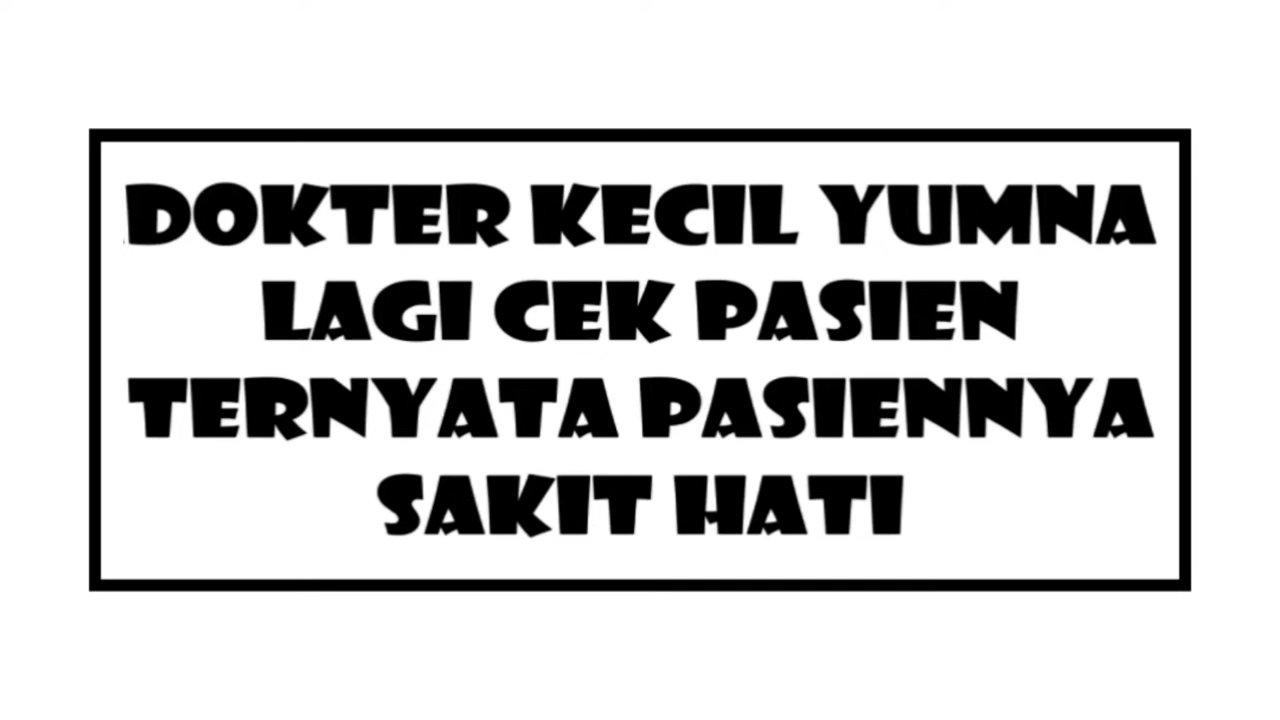 DOKTER KECIL YUMNA
LAGI CEK PASIEN
TERNYATA PASIENNYA
SAKIT HATI